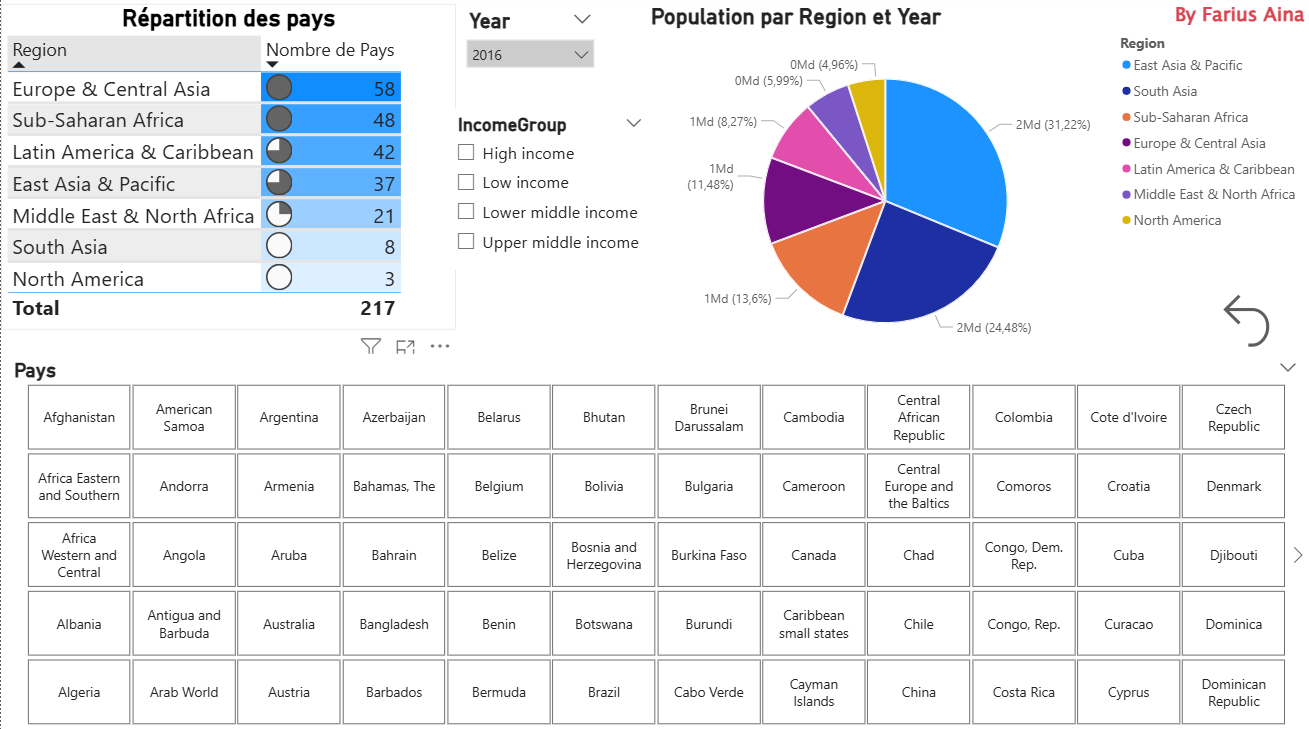 Répartition des pays
Region Nombre de Pays
Europe & Central Asia 58
Sub-Saharan Africa 48
Latin America & Caribbean 42
East Asia & Pacific 37
Middle East & North Africa 21
South Asia 8
North America 3
Total 217
Year
2016
IncomeGroup
High income
Low income
Lower middle income
Upper middle income
Population par Region et Year
0Md (4,96%)
0Md (5,99%)
1Md (8,27%)
1Md
(11,48%)
1Md (13,6%)
2Md (24,48%)
2Md (31,22%)
By Farius Aina
Region
East Asia & Pacific
South Asia
Sub-Saharan Africa
Europe & Central Asia
Latin America & Caribbean
Middle East & North Africa
North America
Pays
Afghanistan
American
Samoa
Argentina
Azerbaijan
Belarus
Bhutan
Brunei
Darussalam
Cambodia
Central
African
Republic
Colombia
Cote d'Ivoire
Czech
Republic
Africa Eastern
and Southern
Andorra
Armenia
Bahamas, The
Belgium
Bolivia
Bulgaria
Cameroon
Central
Europe and
the Baltics
Comoros
Croatia
Denmark
Africa
Western and
Central
Angola
Aruba
Bahrain
Belize
Bosnia and
Herzegovina
Burkina Faso
Canada
Chad
Congo, Dem.
Rep.
Cuba
Djibouti
Albania
Antigua and
Barbuda
Australia
Bangladesh
Benin
Botswana
Burundi
Caribbean
small states
Chile
Congo, Rep.
Curacao
Dominica
Algeria
Arab World
Austria
Barbados
Bermuda
Brazil
Cabo Verde
Cayman
Islands
China
Costa Rica
Cyprus
Dominican
Republic